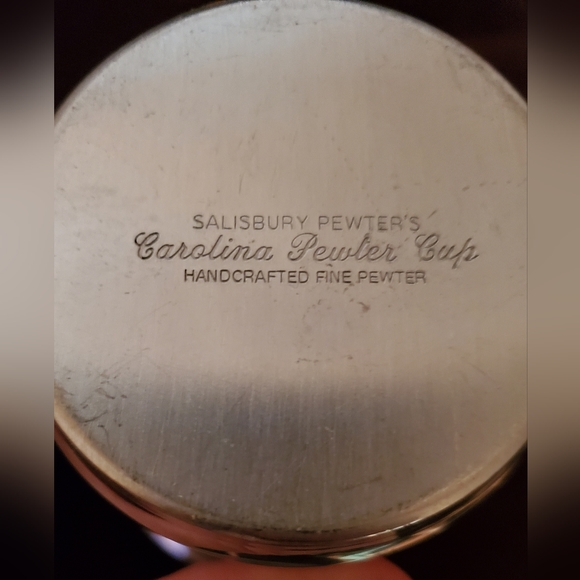 SALISBURY PEWTER'S
Carolina Pewter Cup
HANDCRAFTED FINE PEWTER